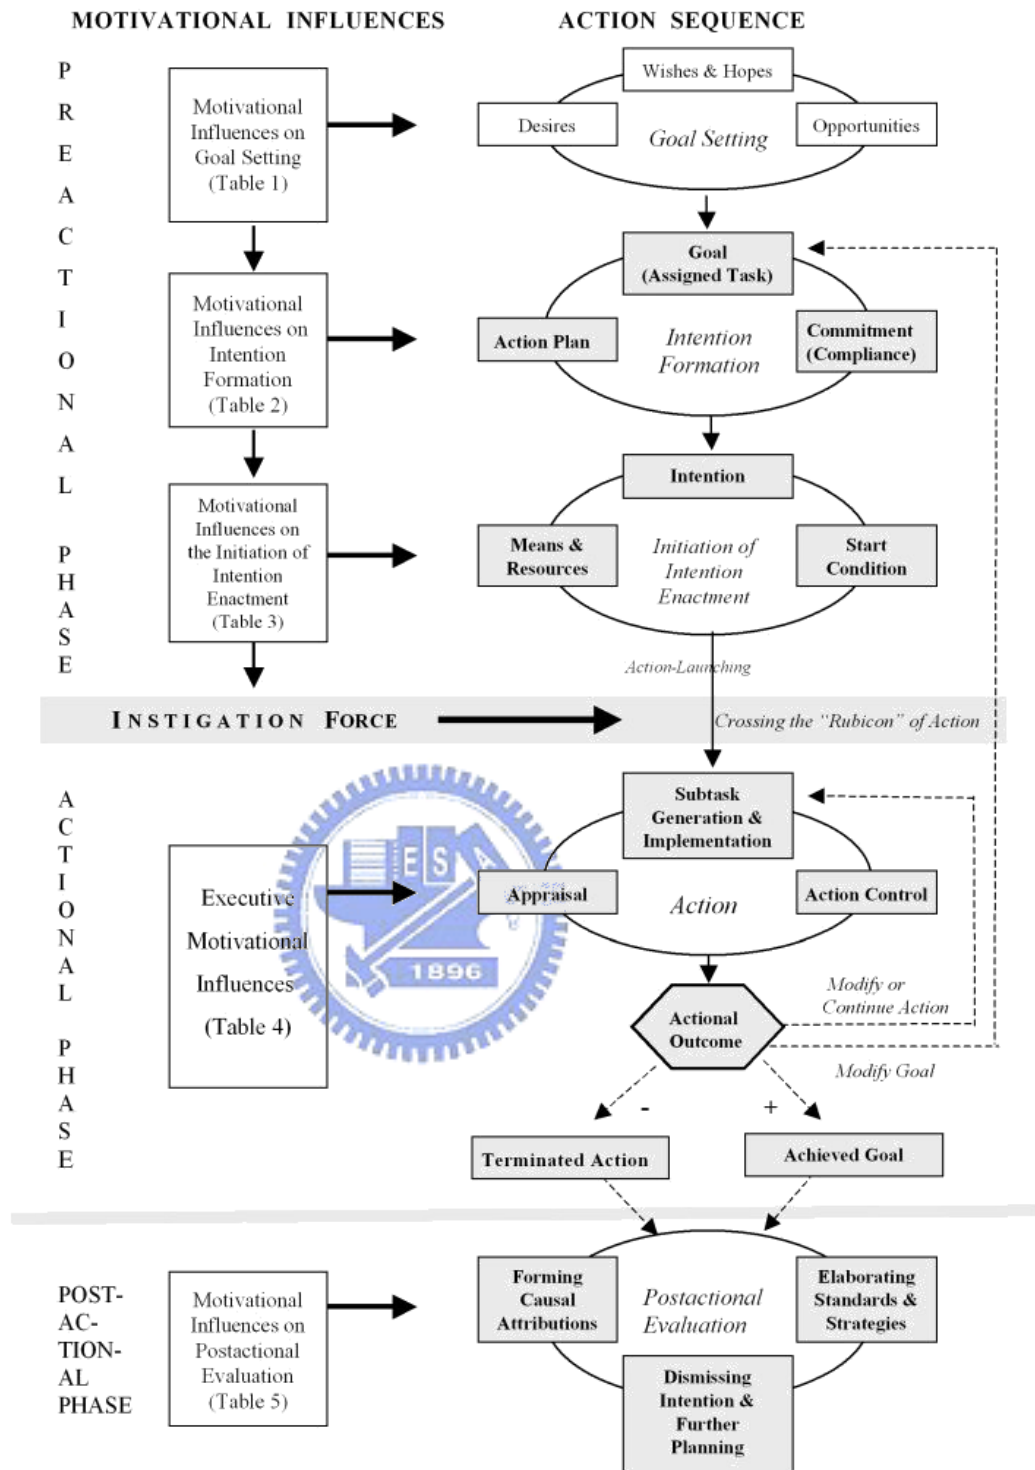 MOTIVATIONAL INFLUENCES
ACTION SEQUENCE
PREACTIONAL PHASE
Motivational
Influences on
Goal Setting
(Table 1)
Wishes & Hopes
Desires
Opportunities
Goal Setting
Motivational
Influences on
Intention
Formation
(Table 2)
Goal
(Assigned Task)
Action Plan
Commitment
(Compliance)
Intention
Formation
Motivational
Influences on
the Initiation of
Intention
Enactment
(Table 3)
Intention
Means &
Resources
Start
Condition
Initiation of
Intention
Enactment
Action-Launching
INSTIGATION FORCE
Crossing the “Rubicon” of Action
ACTIONAL PHASE
Executive
Motivational
Influences
(Table 4)
Subtask
Generation &
Implementation
Appraisal
Action Control
Action
ES A
1896
Actional
Outcome
Modify or
Continue Action
Modify Goal
-
+
Terminated Action
Achieved Goal
POST-
AC-
TION-
AL
PHASE
Motivational
Influences on
Postactional
Evaluation
(Table 5)
Forming
Causal
Attributions
Postactional
Evaluation
Elaborating
Standards &
Strategies
Dismissing
Intention &
Further
Planning